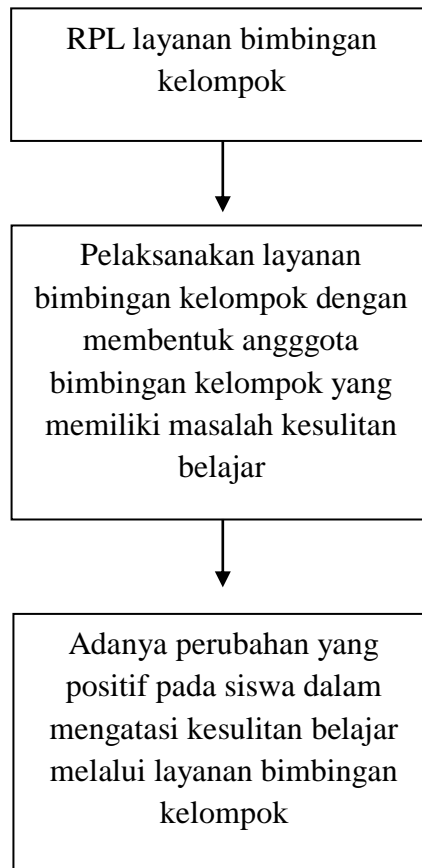 RPL layanan bimbingan
kelompok
Pelaksanakan layanan
bimbingan kelompok dengan
membentuk angggota
bimbingan kelompok yang
memiliki masalah kesulitan
belajar
Adanya perubahan yang
positif pada siswa dalam
mengatasi kesulitan belajar
melalui layanan bimbingan
kelompok